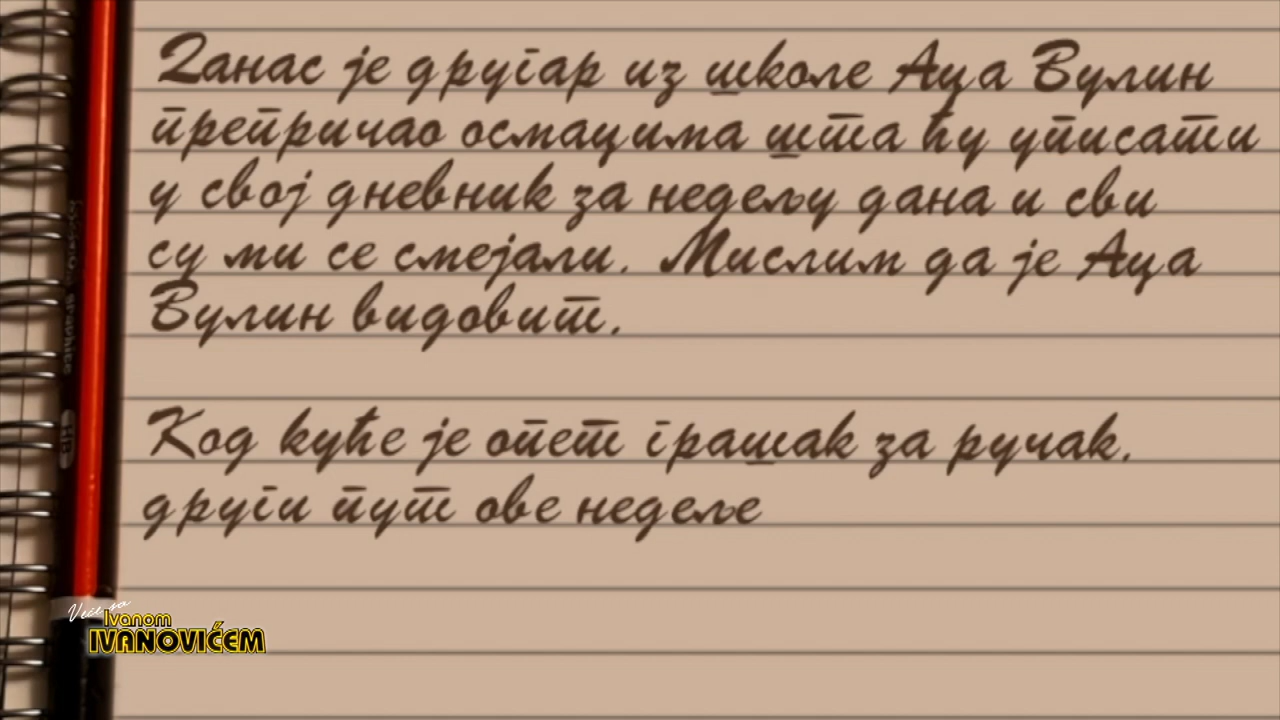 Данас је другар из школе Аца Вулин
препричао осмацима шта ћу уписати
у свој дневник за недељу дана и сви
су ми се смејали. Мислим да је Аца
Вулин видовит.
Код куће је опет грашак за ручак.
други пут ове недеље
Veče sa
Ivanom
IVANOVIĆEM